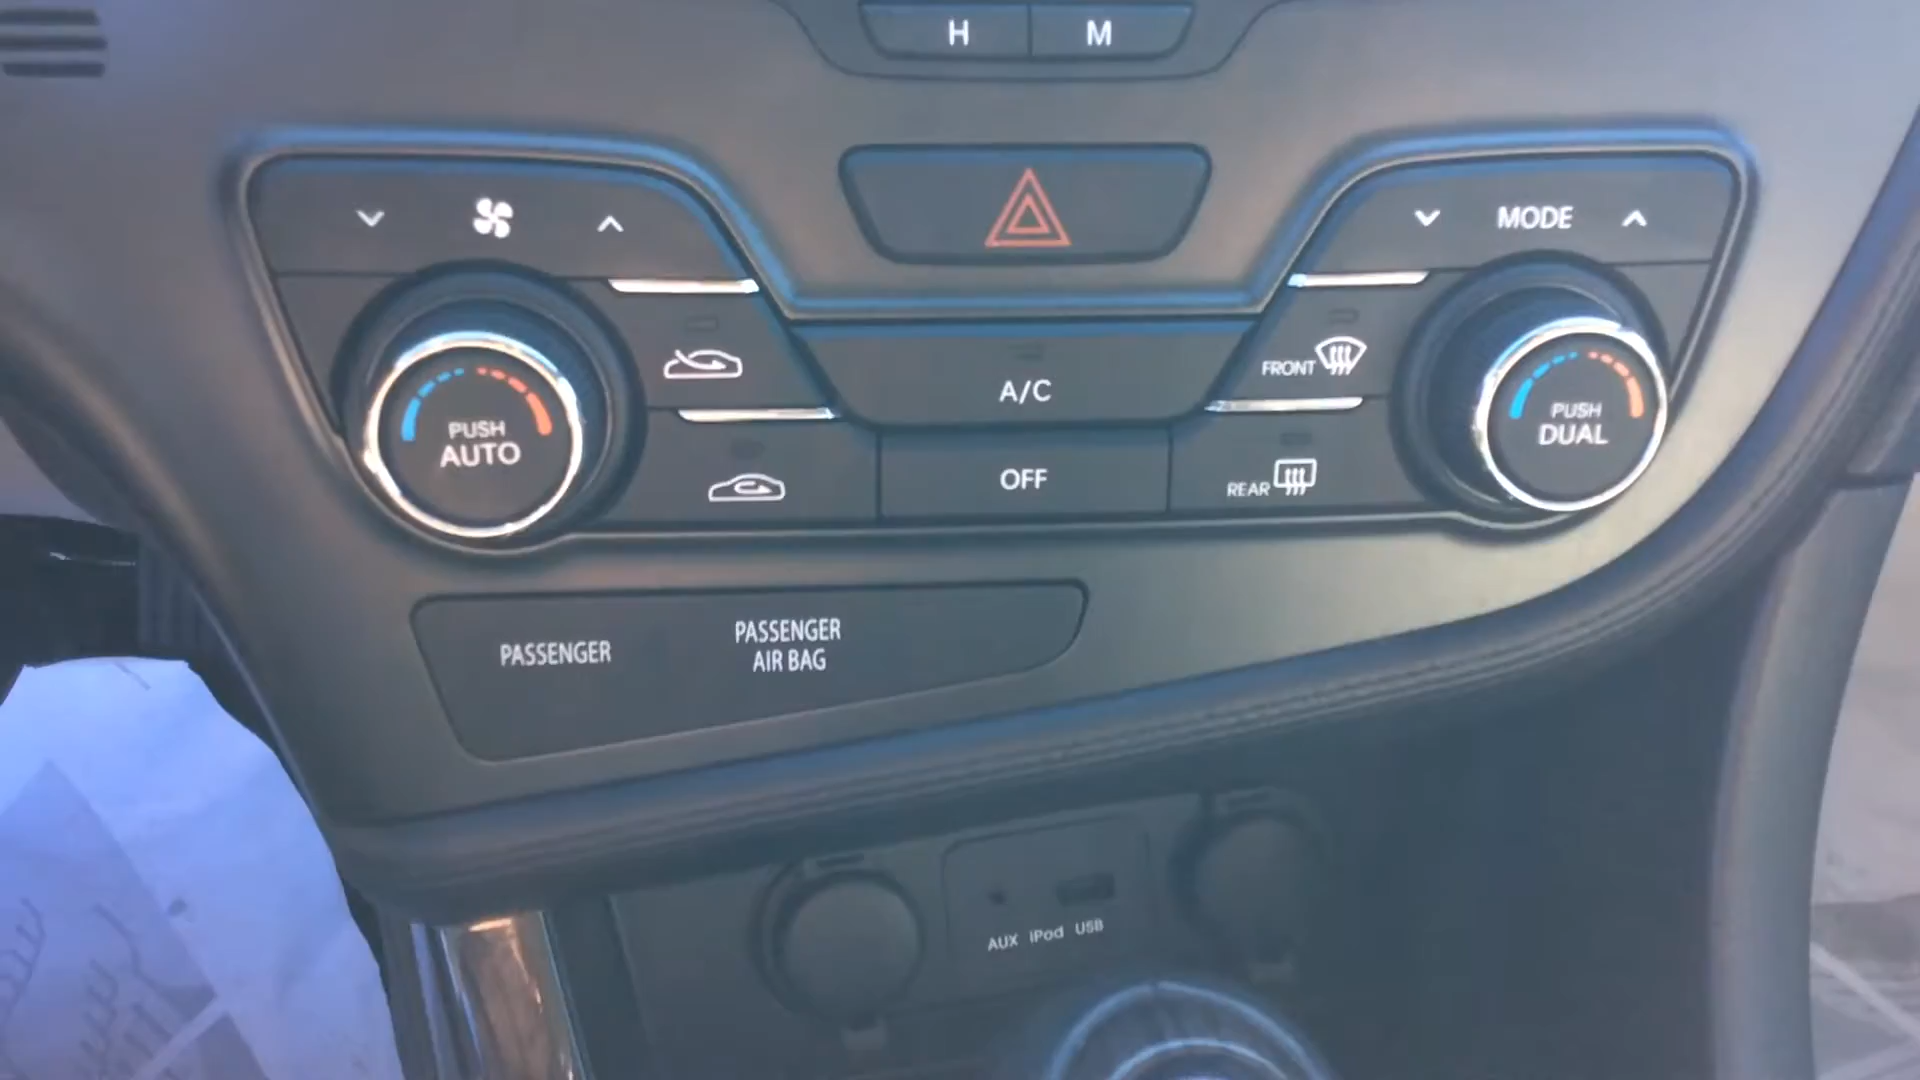 H M
MODE
FRONT
A/C
PUSH
AUTO
PUSH
DUAL
OFF
REAR
PASSENGER
PASSENGER
AIR BAG
AUX iPod USB